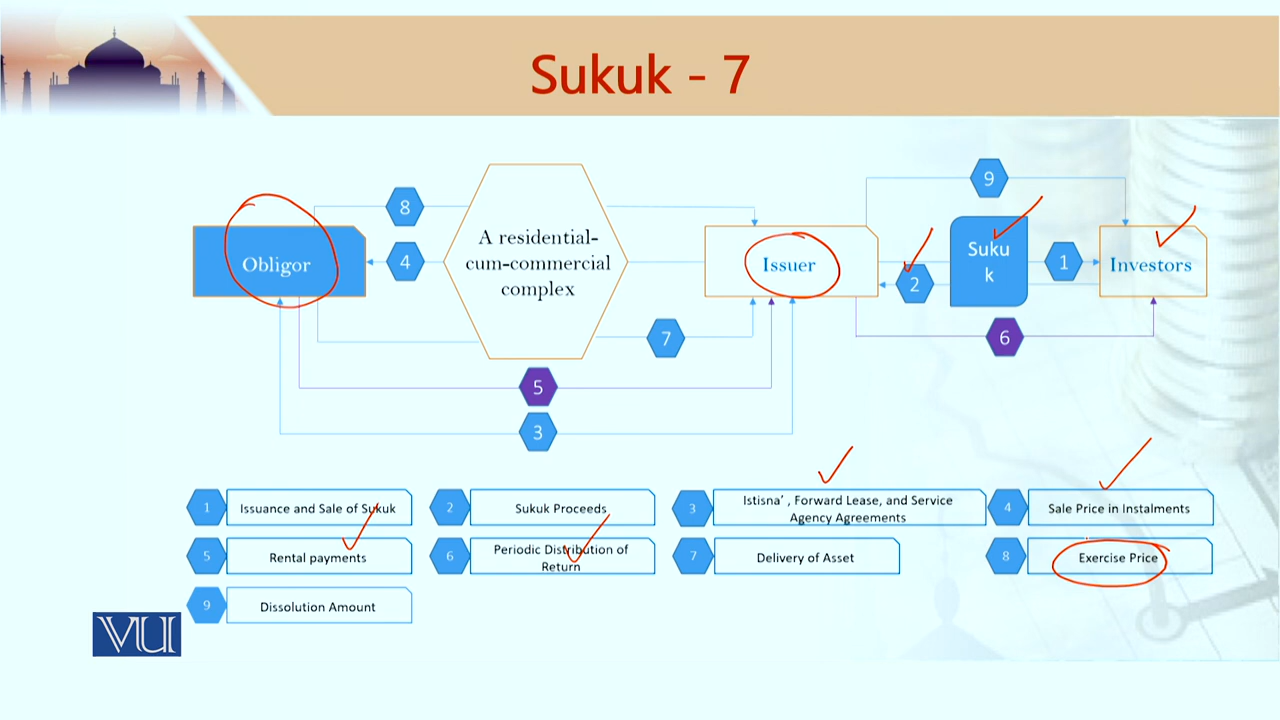 Sukuk - 7
9
8
A residential-
cum-commercial
complex
Suku
k
Obligor
4
Issuer
2
1
Investors
7
6
5
3
1
Issuance and Sale of Sukuk
2
Sukuk Proceeds
3
Istisna’ , Forward Lease, and Service
Agency Agreements
4
Sale Price in Instalments
5
Rental payments
6
Periodic Distribution of
Return
7
Delivery of Asset
8
Exercise Price
9
Dissolution Amount
VU